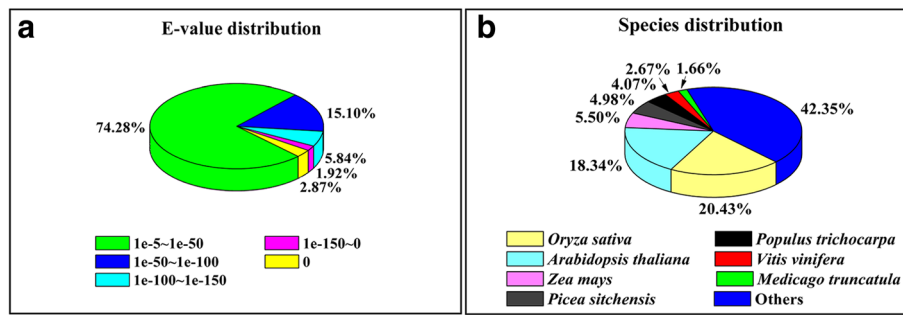 a
E-value distribution
74.28%
15.10%
5.84%
1.92%
2.87%
1e-5~1e-50
1e-50~1e-100
1e-100~1e-150
1e-150~0
0
b
Species distribution
2.67%
1.66%
4.07%
4.98%
5.50%
18.34%
20.43%
42.35%
Oryza sativa
Arabidopsis thaliana
Zea mays
Picea sitchensis
Populus trichocarpa
Vitis vinifera
Medicago truncatula
Others